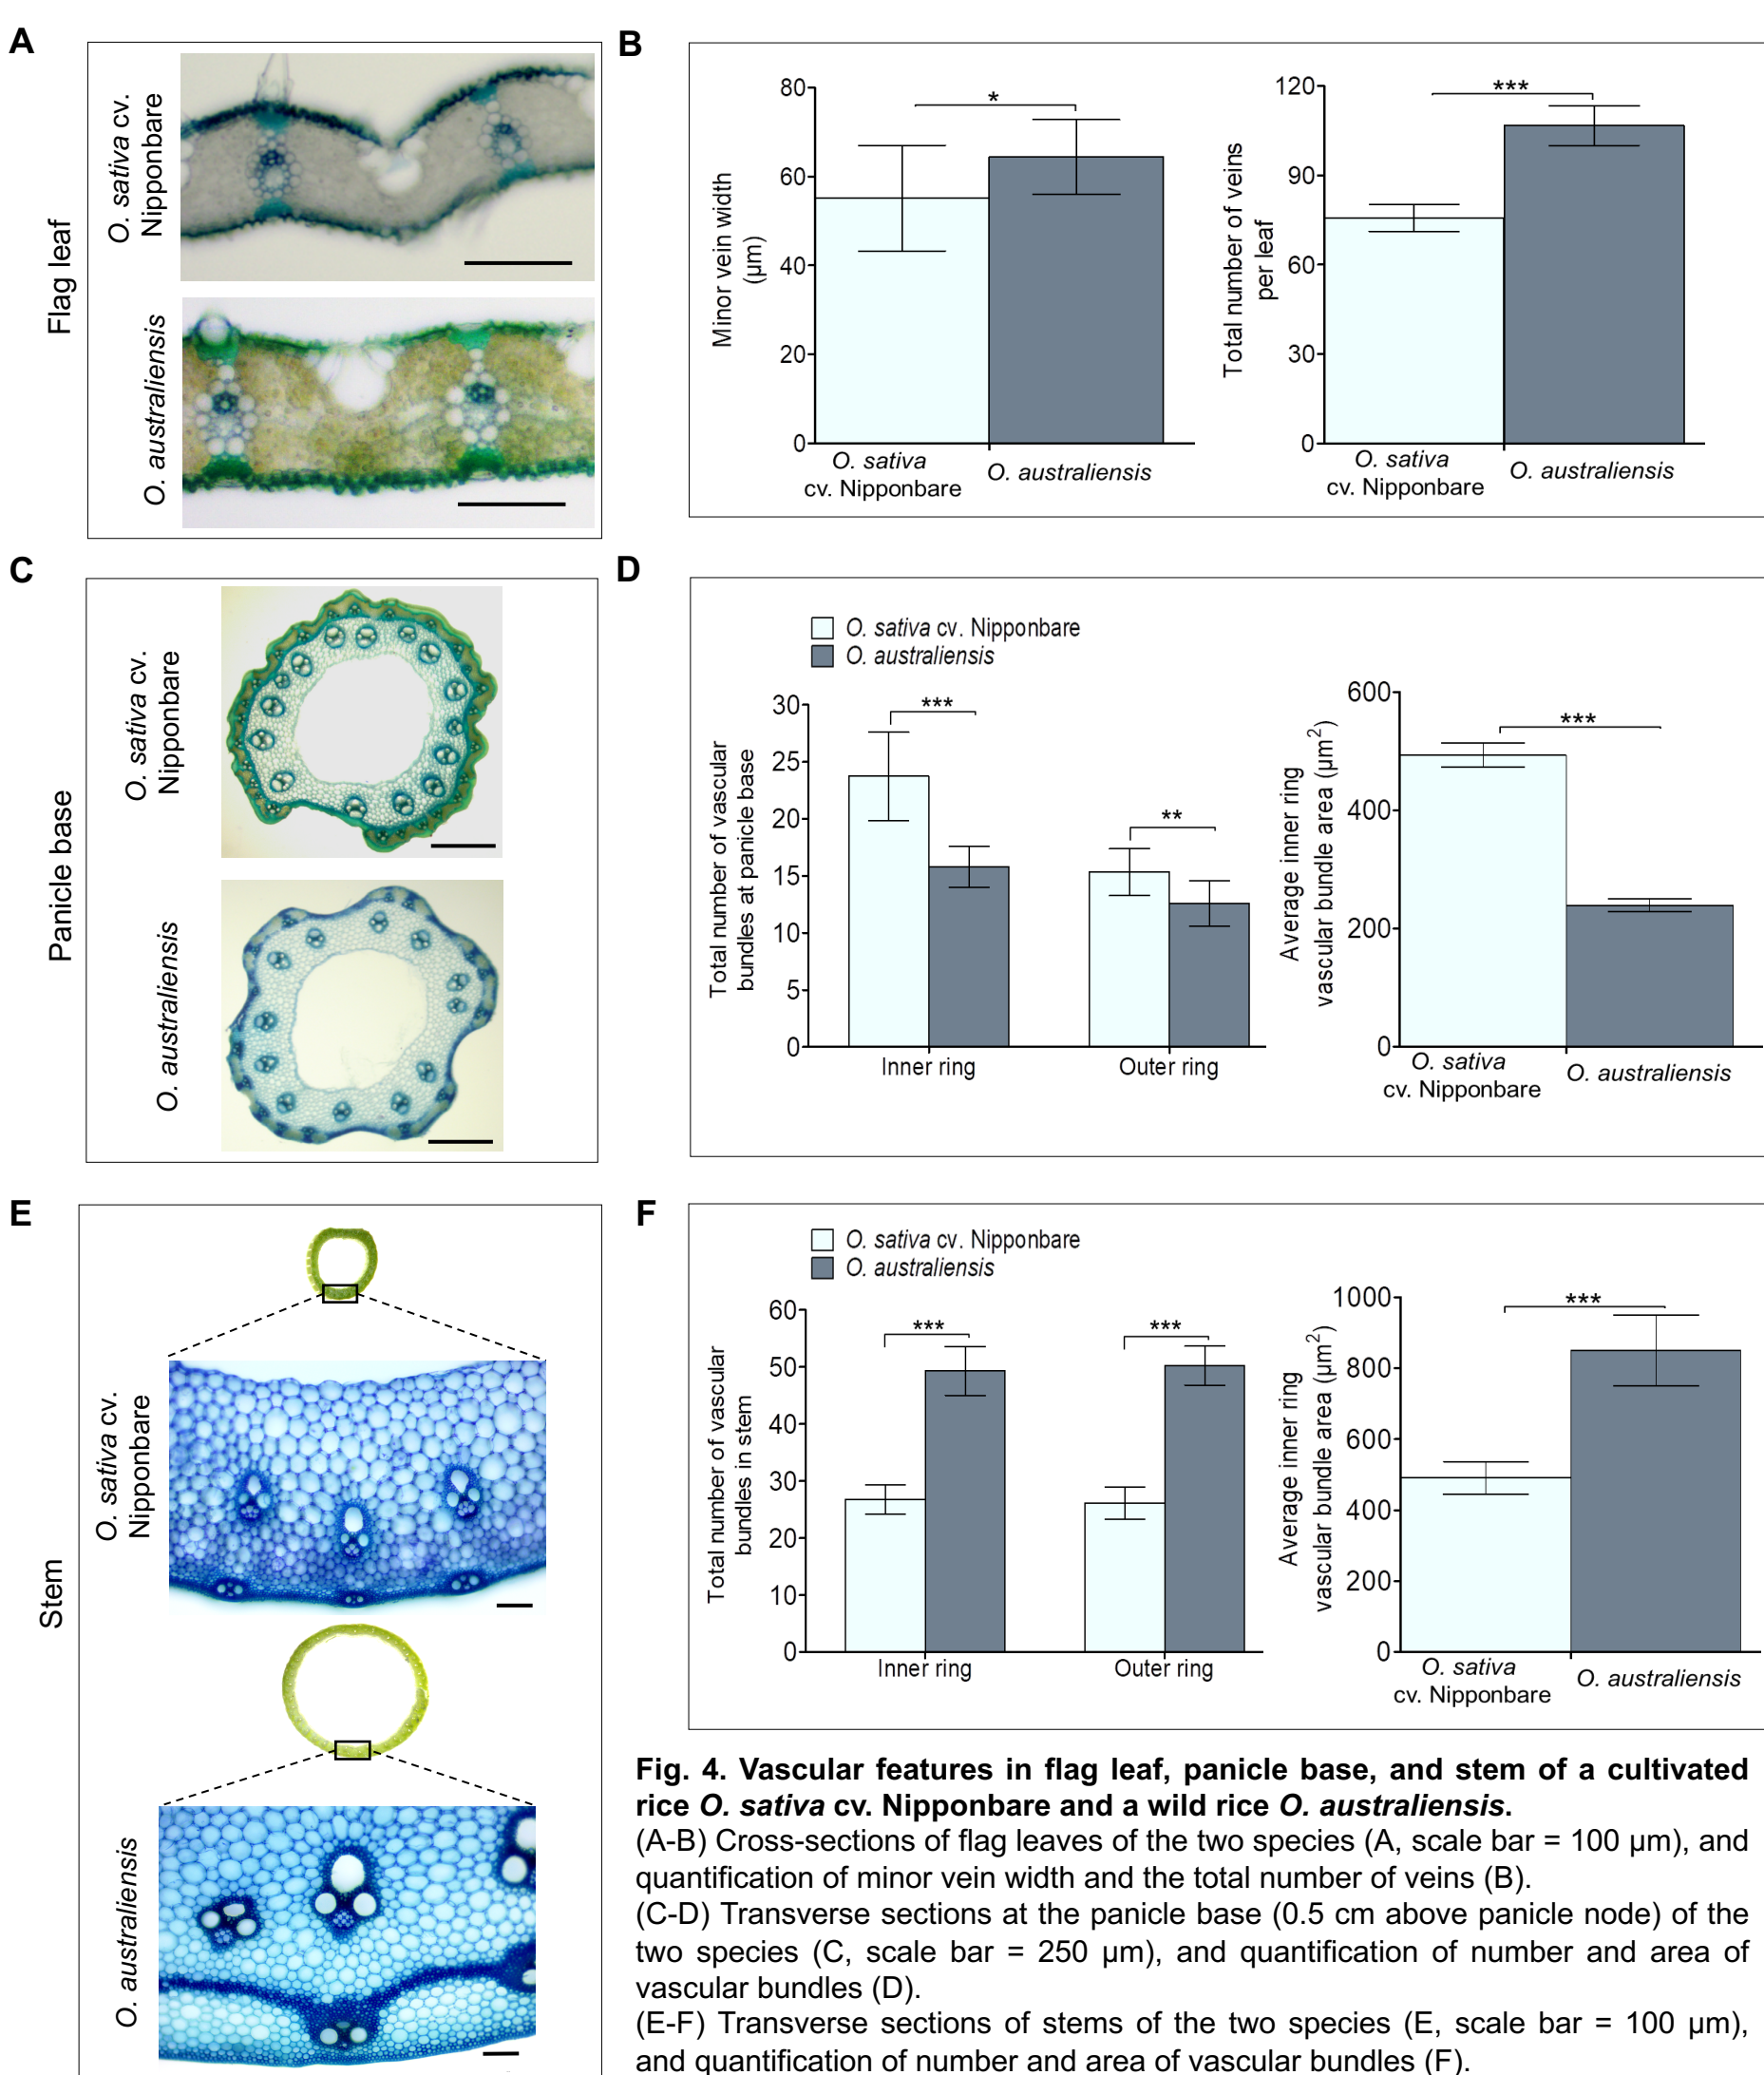 A
Flag leaf
O. sativa cv.
Nipponbare
O. australiensis
B
Minor vein width
(µm)
80
60
40
20
0
*
O. sativa
cv. Nipponbare
O. australiensis
Total number of veins
per leaf
120
90
60
30
0
***
O. sativa
cv. Nipponbare
O. australiensis
C
Panicle base
O. sativa cv.
Nipponbare
O. australiensis
D
O. sativa cv. Nipponbare
O. australiensis
Total number of vascular
bundles at panicle base
30
25
20
15
10
5
0
***
**
Inner ring
Outer ring
Average inner ring
vascular bundle area (µm²)
600
400
200
0
***
O. sativa
cv. Nipponbare
O. australiensis
E
Stem
O. sativa cv.
Nipponbare
O. australiensis
F
O. sativa cv. Nipponbare
O. australiensis
Total number of vascular
bundles in stem
60
50
40
30
20
10
0
***
***
Inner ring
Outer ring
Average inner ring
vascular bundle area (µm²)
1000
800
600
400
200
0
***
O. sativa
cv. Nipponbare
O. australiensis
Fig. 4. Vascular features in flag leaf, panicle base, and stem of a cultivated
rice O. sativa cv. Nipponbare and a wild rice O. australiensis.
(A-B) Cross-sections of flag leaves of the two species (A, scale bar = 100 µm), and
quantification of minor vein width and the total number of veins (B).
(C-D) Transverse sections at the panicle base (0.5 cm above panicle node) of the
two species (C, scale bar = 250 µm), and quantification of number and area of
vascular bundles (D).
(E-F) Transverse sections of stems of the two species (E, scale bar = 100 µm),
and quantification of number and area of vascular bundles (F).